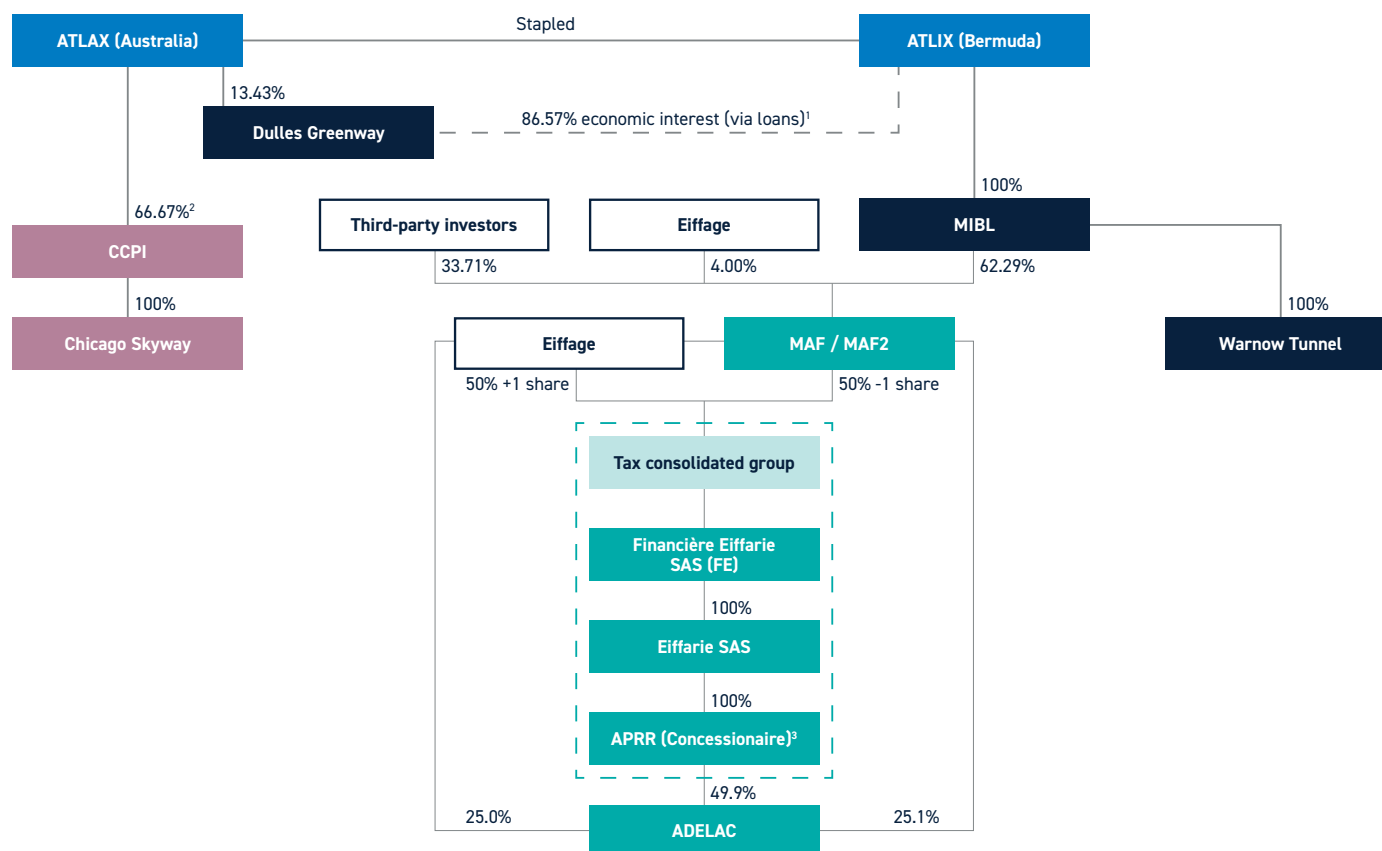 Stapled
ATLAX (Australia)
ATLIX (Bermuda)
13.43%
86.57% economic interest (via loans)¹
Dulles Greenway
100%
66.67%²
Third-party investors
Eiffage
MIBL
CCPI
33.71%
4.00%
62.29%
100%
100%
Chicago Skyway
Eiffage
MAF / MAF2
Warnow Tunnel
50% +1 share
50% -1 share
Tax consolidated group
Financière Eiffarie
SAS (FE)
100%
Eiffarie SAS
100%
APRR (Concessionaire)³
49.9%
25.0%
25.1%
ADELAC